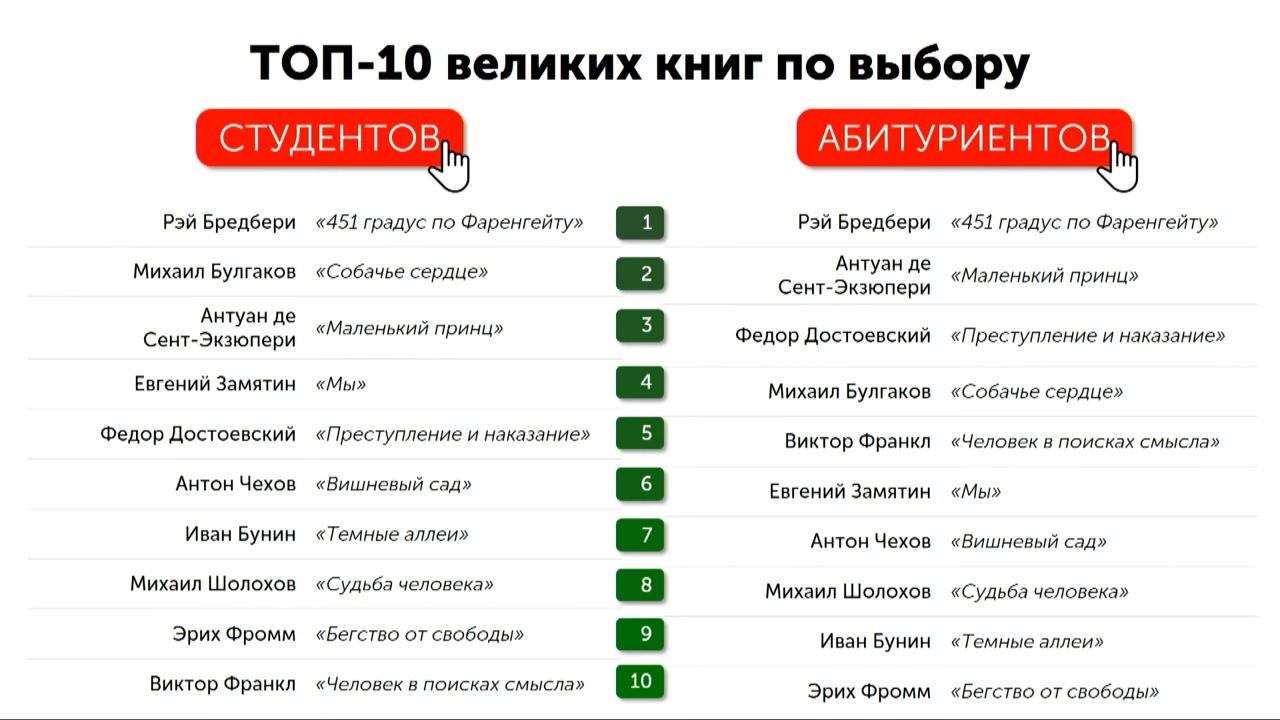 ТОП-10 великих книг по выбору
СТУДЕНТОВ
Рэй Бредбери «451 градус по Фаренгейту»
Михаил Булгаков «Собачье сердце»
Антуан де
Сент-Экзюпери «Маленький принц»
Евгений Замятин «Мы»
Федор Достоевский «Преступление и наказание»
Антон Чехов «Вишневый сад»
Иван Бунин «Темные аллеи»
Михаил Шолохов «Судьба человека»
Эрих Фромм «Бегство от свободы»
Виктор Франкл «Человек в поисках смысла»
1
2
3
4
5
6
7
8
9
10
АБИТУРИЕНТОВ
Рэй Бредбери «451 градус по Фаренгейту»
Антуан де
Сент-Экзюпери «Маленький принц»
Федор Достоевский «Преступление и наказание»
Михаил Булгаков «Собачье сердце»
Виктор Франкл «Человек в поисках смысла»
Евгений Замятин «Мы»
Антон Чехов «Вишневый сад»
Михаил Шолохов «Судьба человека»
Иван Бунин «Темные аллеи»
Эрих Фромм «Бегство от свободы»